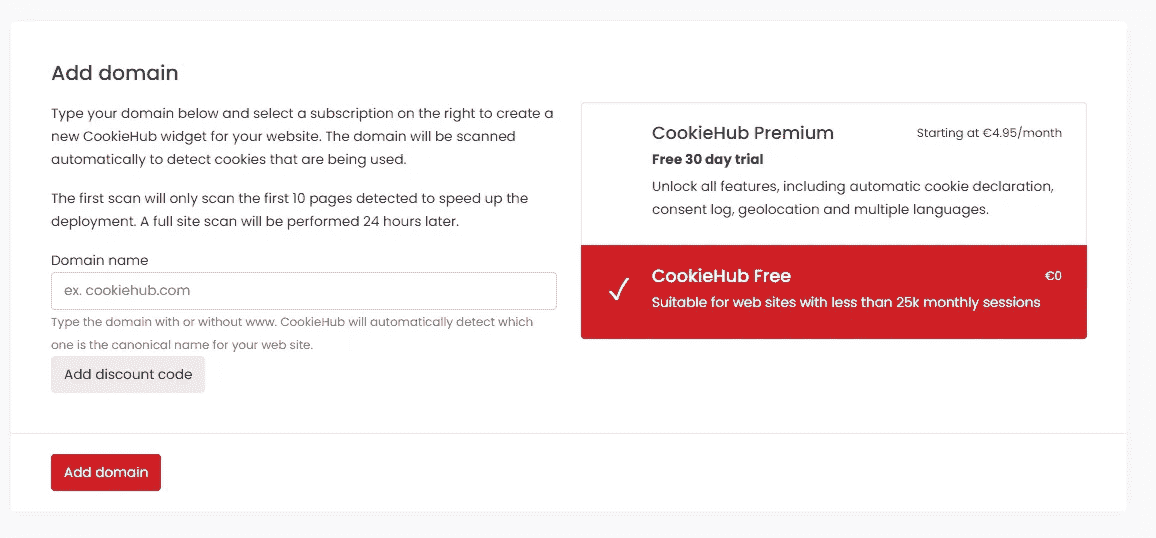 Add domain
Type your domain below and select a subscription on the right to create a
new CookieHub widget for your website. The domain will be scanned
automatically to detect cookies that are being used.
The first scan will only scan the first 10 pages detected to speed up the
deployment. A full site scan will be performed 24 hours later.
Domain name
ex. cookiehub.com
Type the domain with or without www. CookieHub will automatically detect which
one is the canonical name for your web site.
Add discount code
CookieHub Premium
Starting at €4.95/month
Free 30 day trial
Unlock all features, including automatic cookie declaration,
consent log, geolocation and multiple languages.
CookieHub Free
€0
Suitable for web sites with less than 25k monthly sessions
Add domain